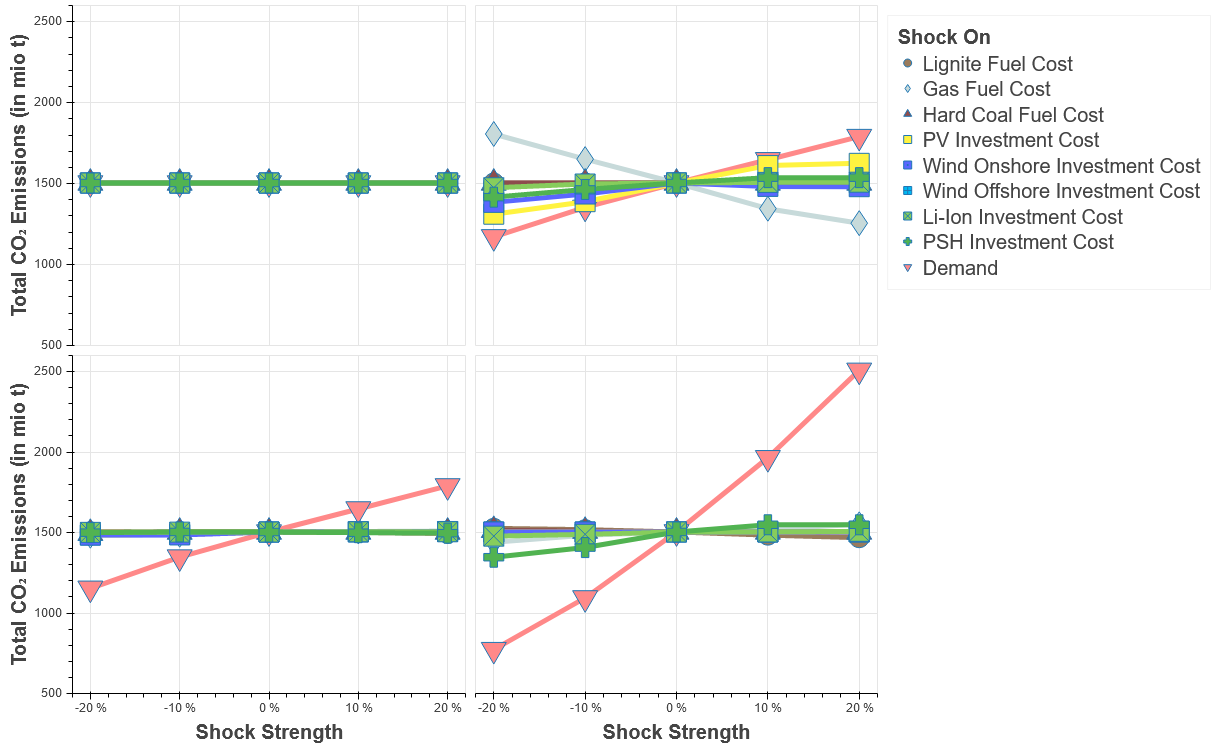 Total CO₂ Emissions (in mio t)
2500
2000
1500
1000
500
Shock On
Lignite Fuel Cost
Gas Fuel Cost
Hard Coal Fuel Cost
PV Investment Cost
Wind Onshore Investment Cost
Wind Offshore Investment Cost
Li-Ion Investment Cost
PSH Investment Cost
Demand
Total CO₂ Emissions (in mio t)
2500
2000
1500
1000
500
-20 % -10 % 0 % 10 % 20 %
-20 % -10 % 0 % 10 % 20 %
Shock Strength
Shock Strength